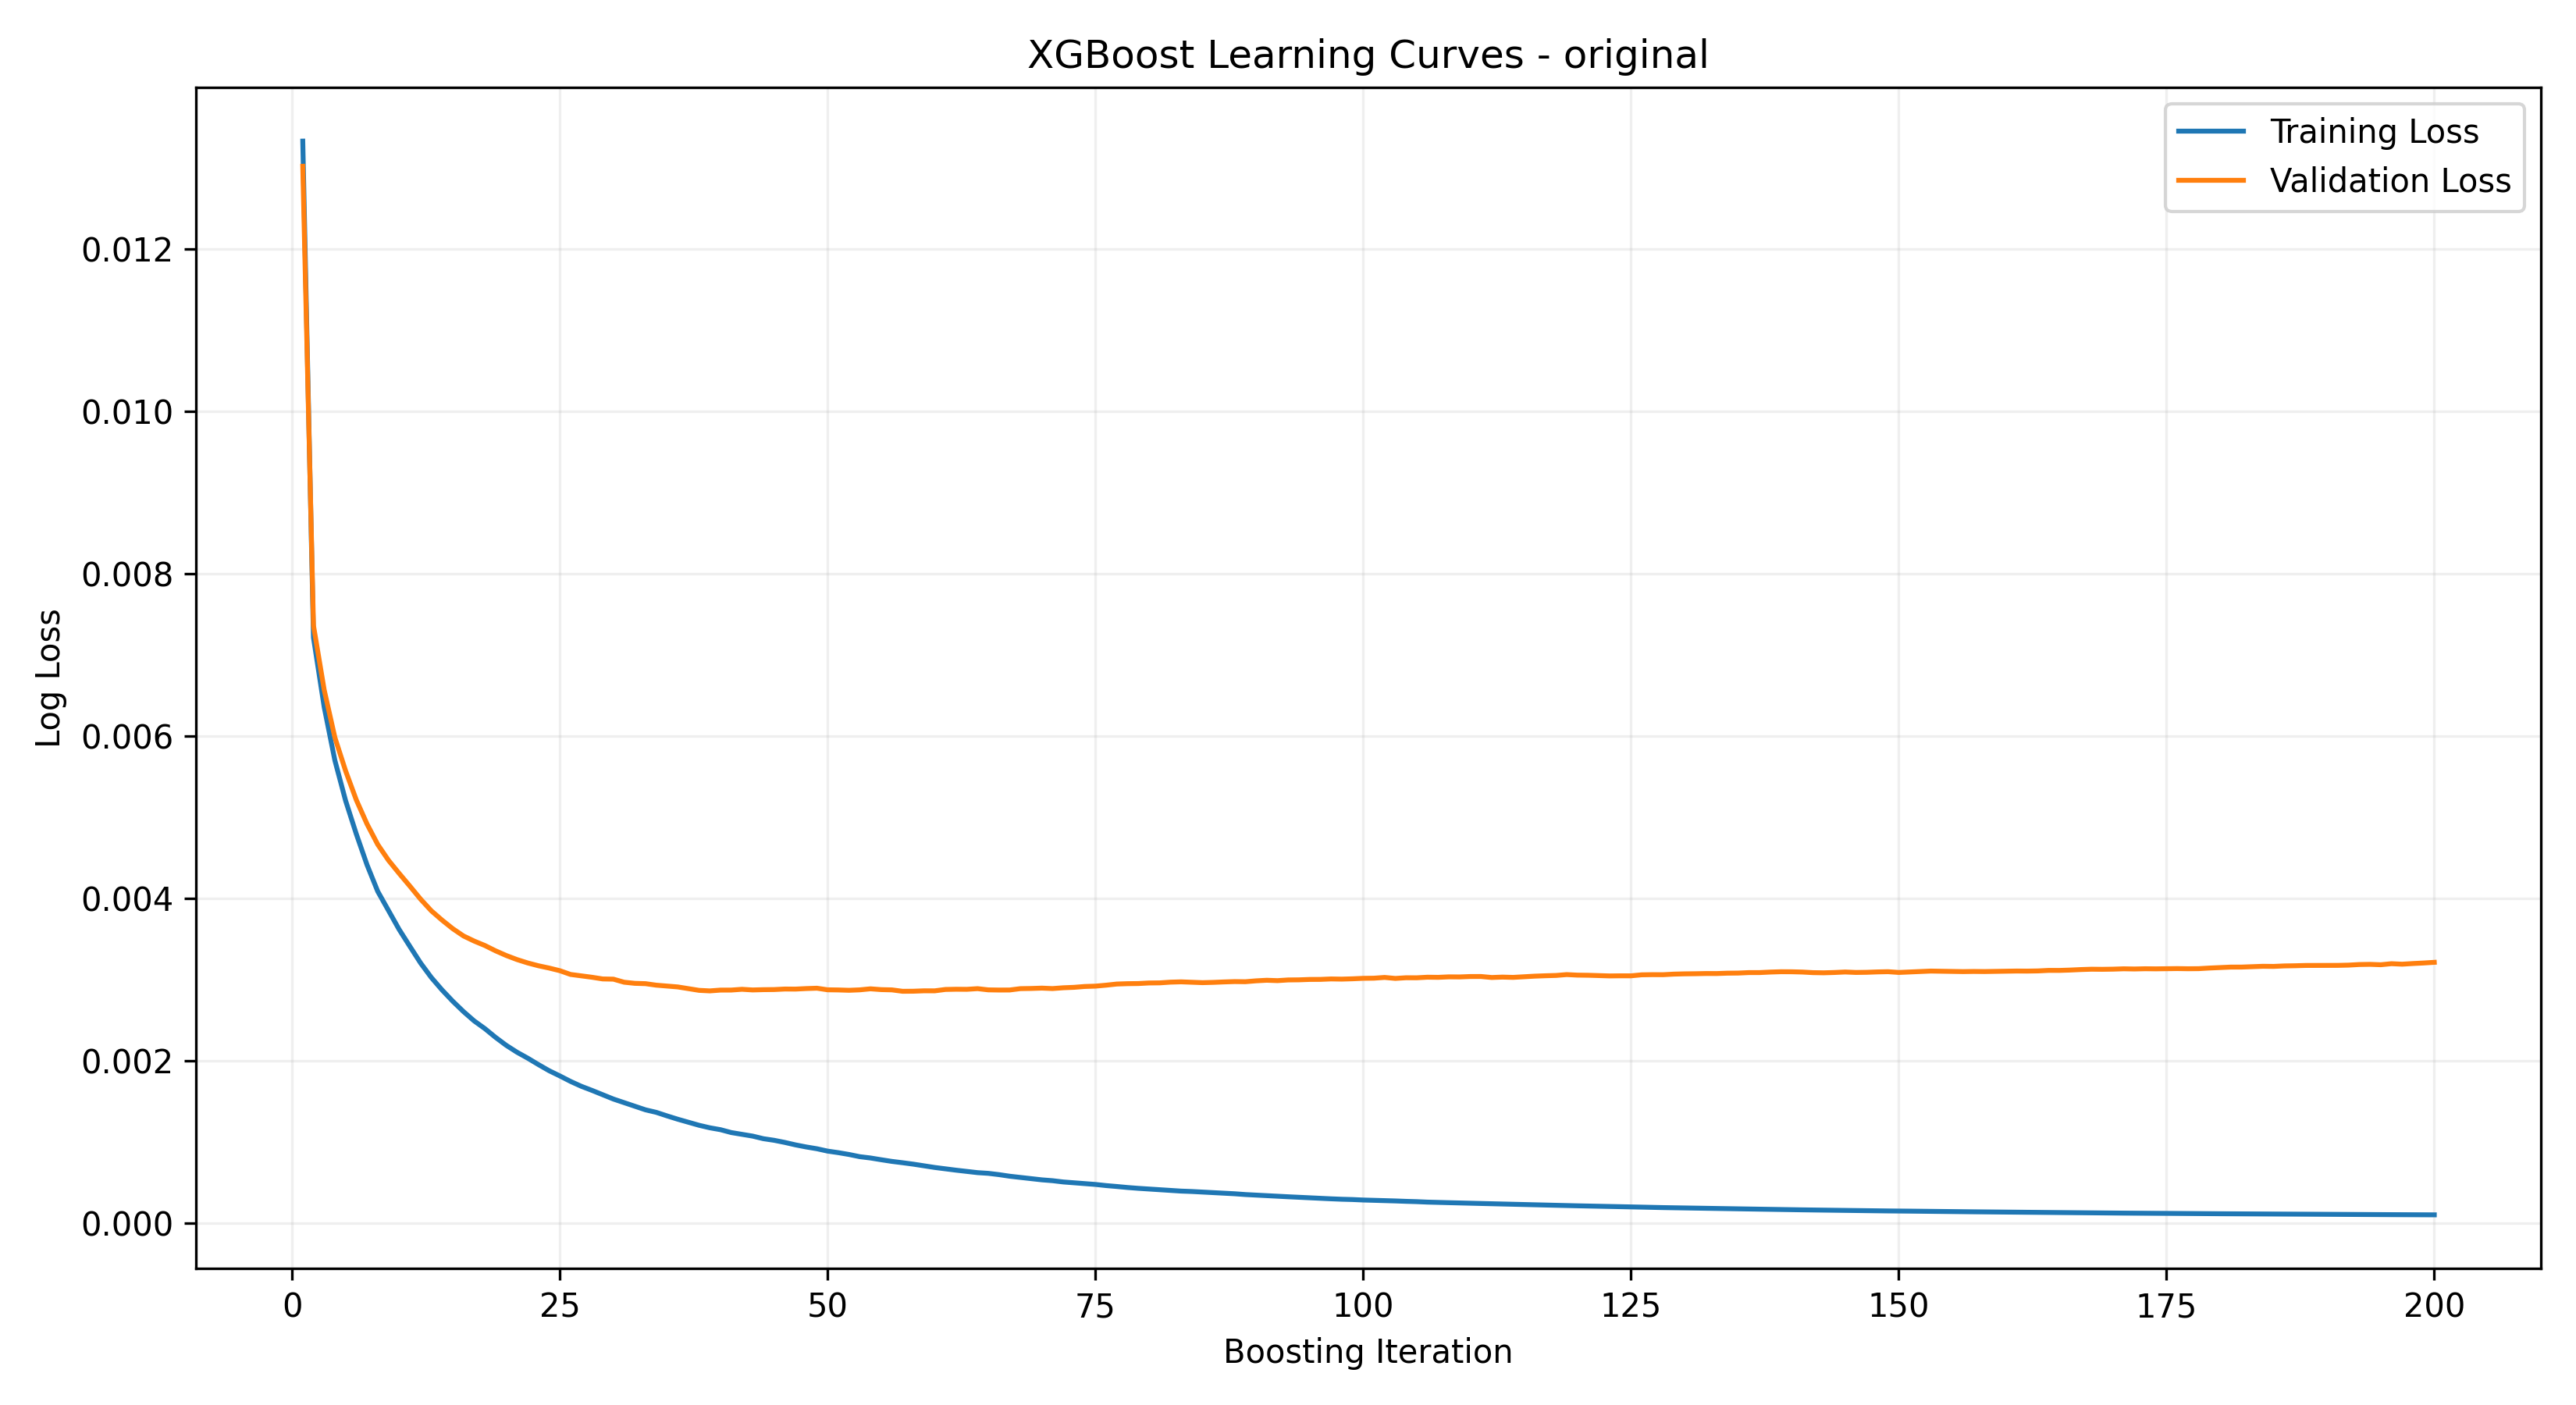 XGBoost Learning Curves - original
Training Loss
Validation Loss
0.012
0.010
0.008
0.006
0.004
0.002
0.000
Log Loss
0 25 50 75 100 125 150 175 200
Boosting Iteration